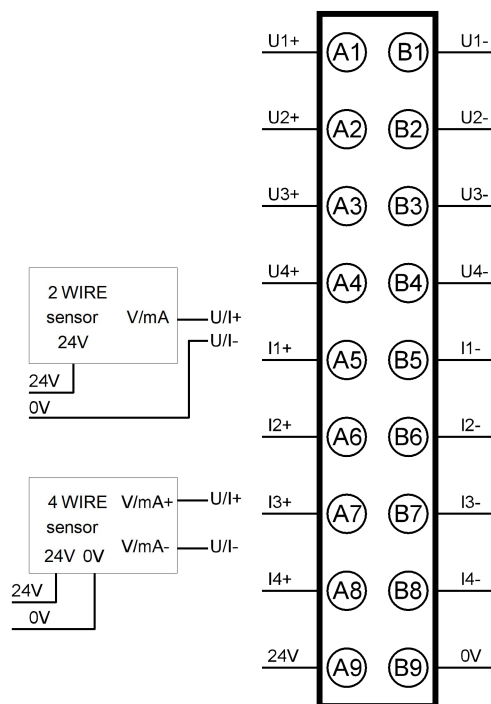 U1+ A1 B1 U1-
U2+ A2 B2 U2-
U3+ A3 B3 U3-
U4+ A4 B4 U4-
I1+ A5 B5 I1-
I2+ A6 B6 I2-
I3+ A7 B7 I3-
I4+ A8 B8 I4-
24V A9 B9 0V
2 WIRE
sensor V/mA U/I+
24V U/I-
24V
0V
4 WIRE V/mA+ U/I+
sensor
24V 0V V/mA- U/I-
24V
0V